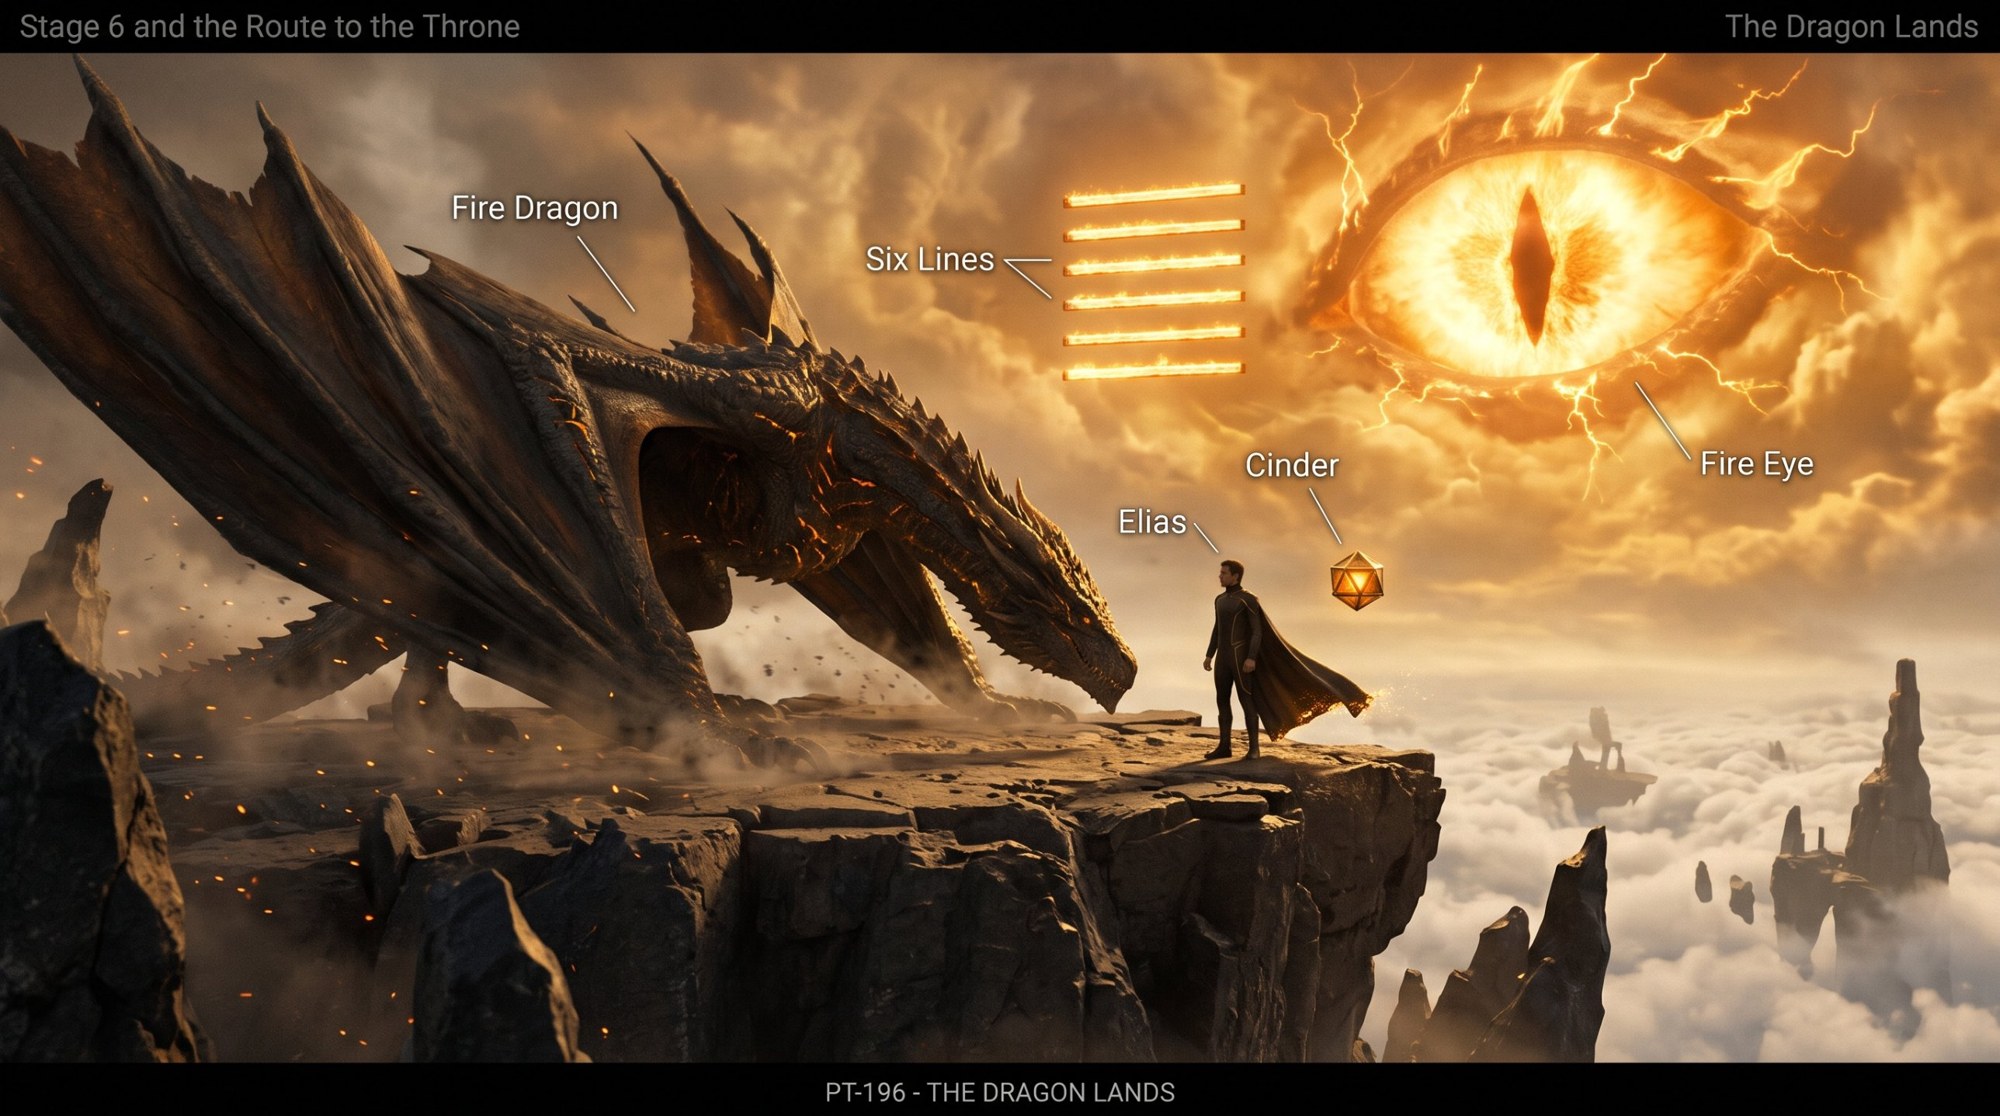 Stage 6 and the Route to the Throne
The Dragon Lands
Fire Dragon
Six Lines
Cinder
Fire Eye
Elias
PT-196 - THE DRAGON LANDS